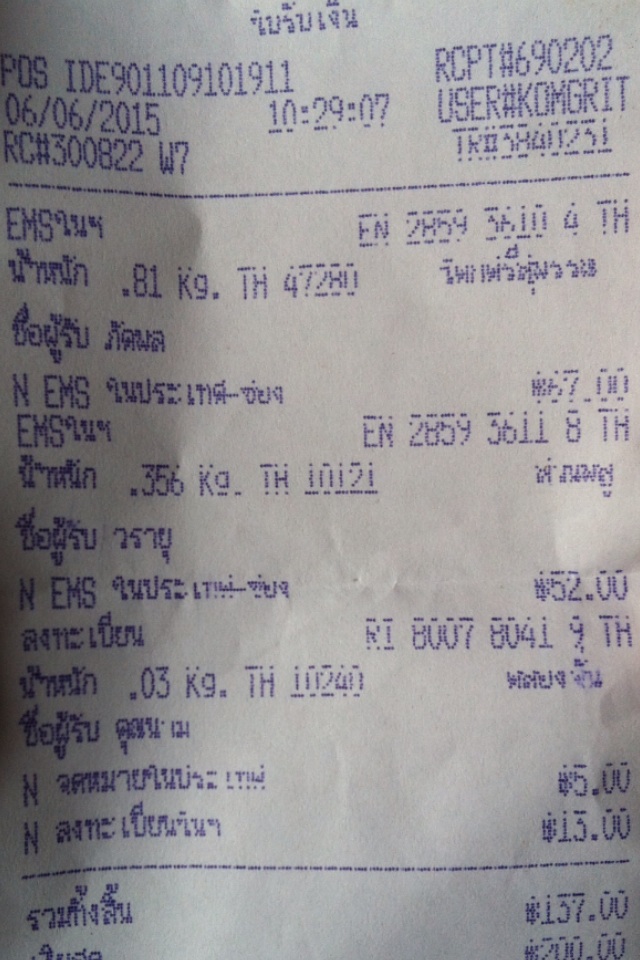 ใบรับเงิน
POS IDE901109101911 RCPT#690202
06/06/2015 10:29:07 USER#KOMGRIT
RC#300822 W7 TR#3840231
EMSในฯ EN 2859 3610 4 TH
น้ำหนัก .81 Kg. TH 47280
ชื่อผู้รับ ภัดพล
N EMS ในประเทศ-ซอง ฿67.00
EMSในฯ EN 2859 3611 8 TH
น้ำหนัก .356 Kg. TH 10121
ชื่อผู้รับ วรายุ
N EMS ในประเทศ-ซอง ฿52.00
ลงทะเบียน RI 8007 8041 9 TH
น้ำหนัก .03 Kg. TH 10240
ชื่อผู้รับ
N จดหมายในประเทศ ฿5.00
N ลงทะเบียนในฯ ฿13.00
รวมทั้งสิ้น ฿137.00
เงินสด ฿200.00